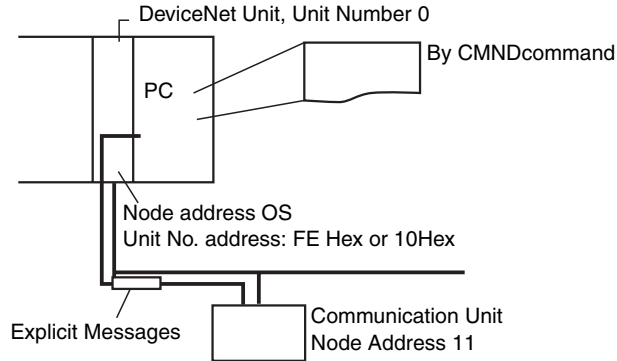 DeviceNet Unit, Unit Number 0
By CMNDcommand
PC
Node address OS
Unit No. address: FE Hex or 10Hex
Explicit Messages
Communication Unit
Node Address 11